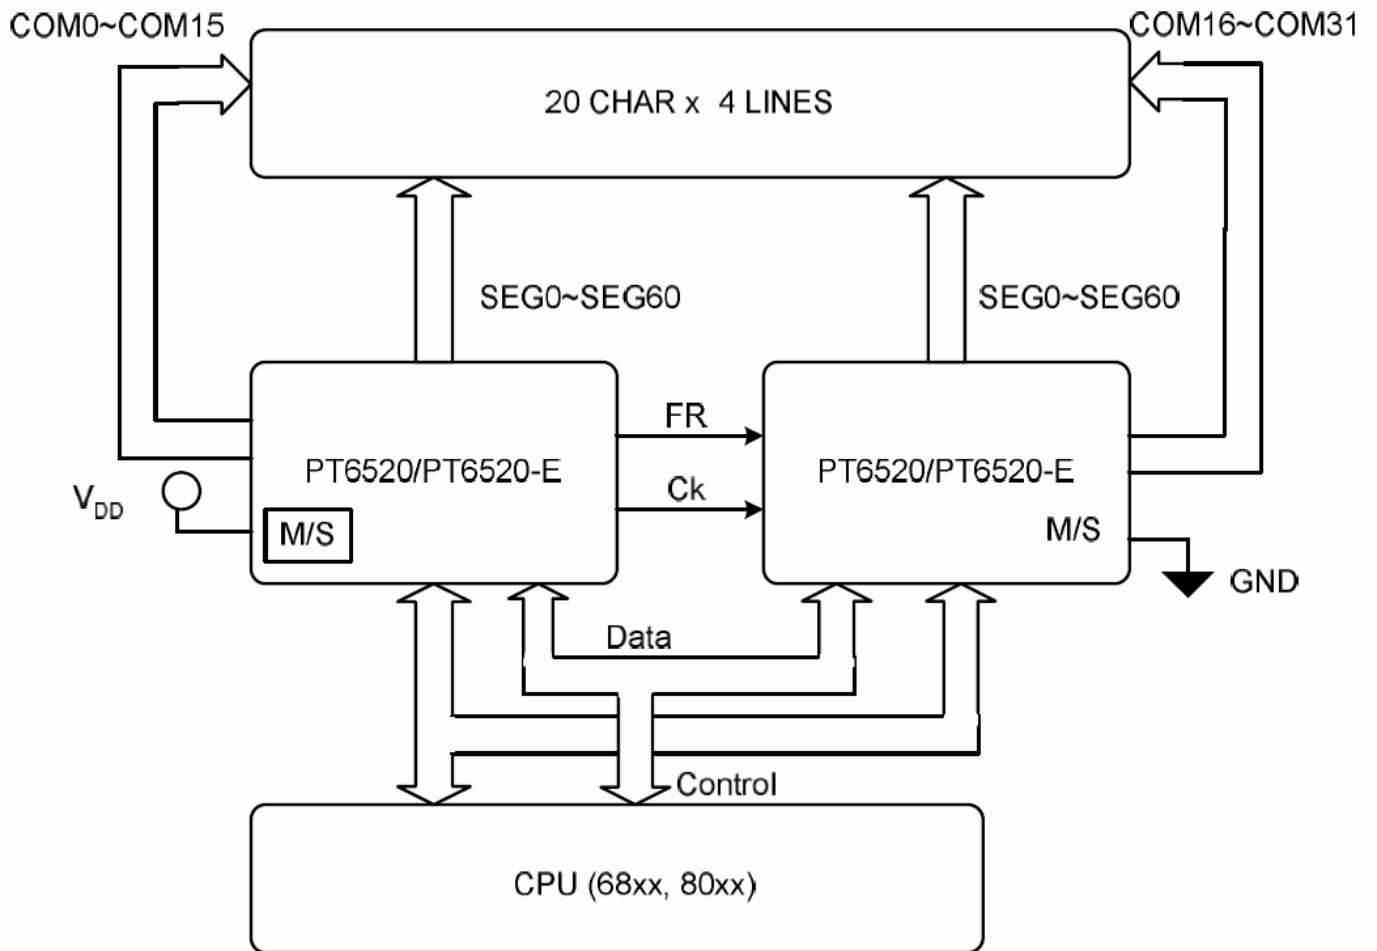 COM0~COM15
COM16~COM31
20 CHAR x 4 LINES
SEG0~SEG60
SEG0~SEG60
FR
PT6520/PT6520-E
PT6520/PT6520-E
Ck
VDD
M/S
M/S
GND
Data
Control
CPU (68xx, 80xx)